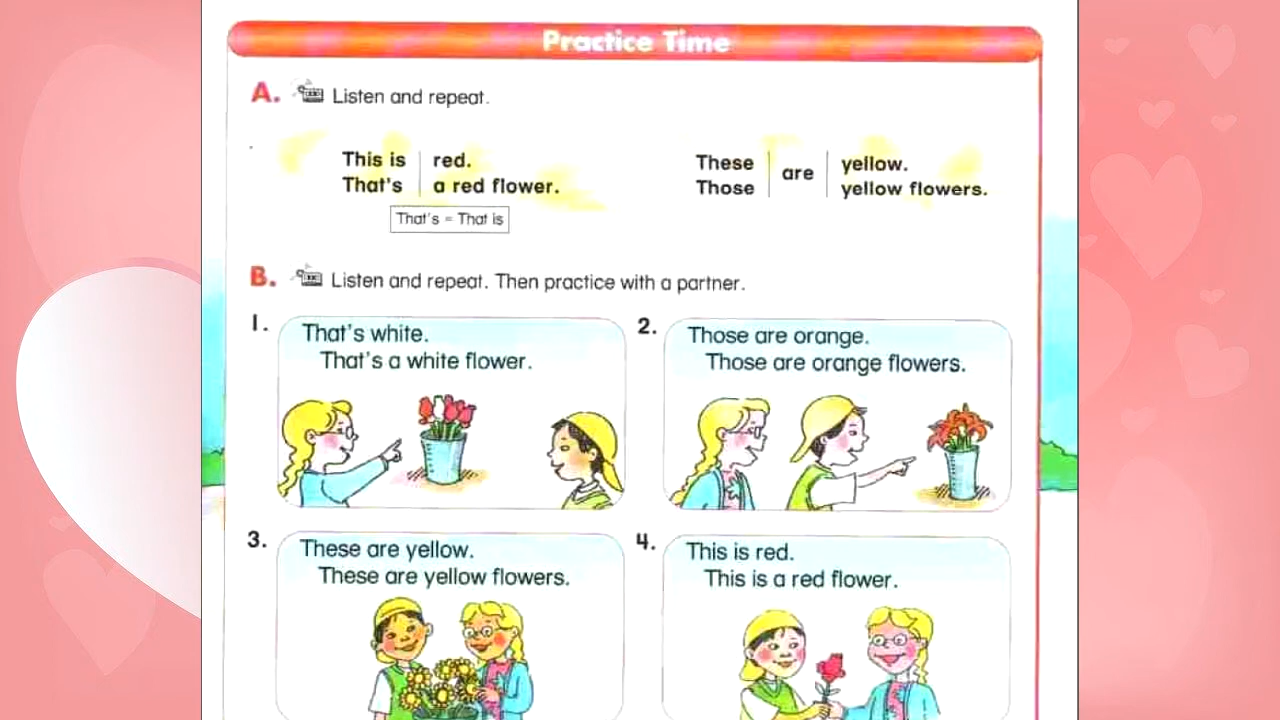 Practice Time
A. Listen and repeat.
This is red.
That's a red flower.
That's = That is
These are yellow.
Those yellow flowers.
B. Listen and repeat. Then practice with a partner.
1. That's white.
That's a white flower.
2. Those are orange.
Those are orange flowers.
3. These are yellow.
These are yellow flowers.
4. This is red.
This is a red flower.